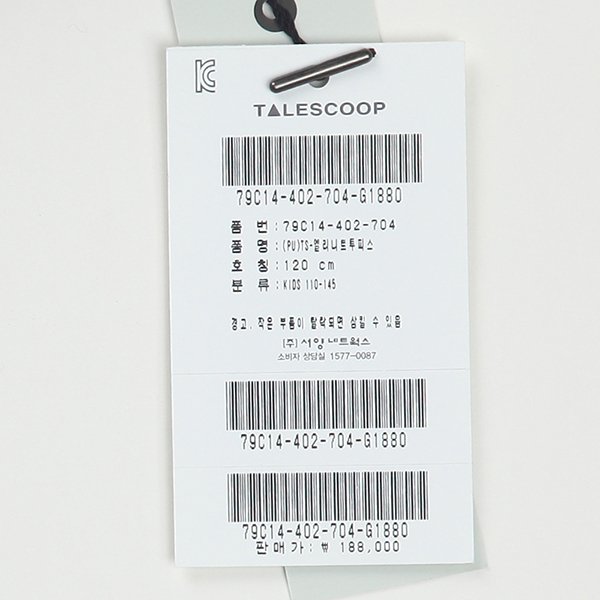 TALESCOOP
79C14-402-704-G1880
품 번 : 79C14-402-704
품 명 : (PU)TS-엘리니트투피스
호 칭 : 120 cm
분 류 : KIDS 110-145
경고. 작은 부품이 탈락되면 삼킬 수 있음
(주) 서양네트웍스
소비자 상담실 1577-0087
79C14-402-704-G1880
79C14-402-704-G1880
판매가 : ₩ 188,000